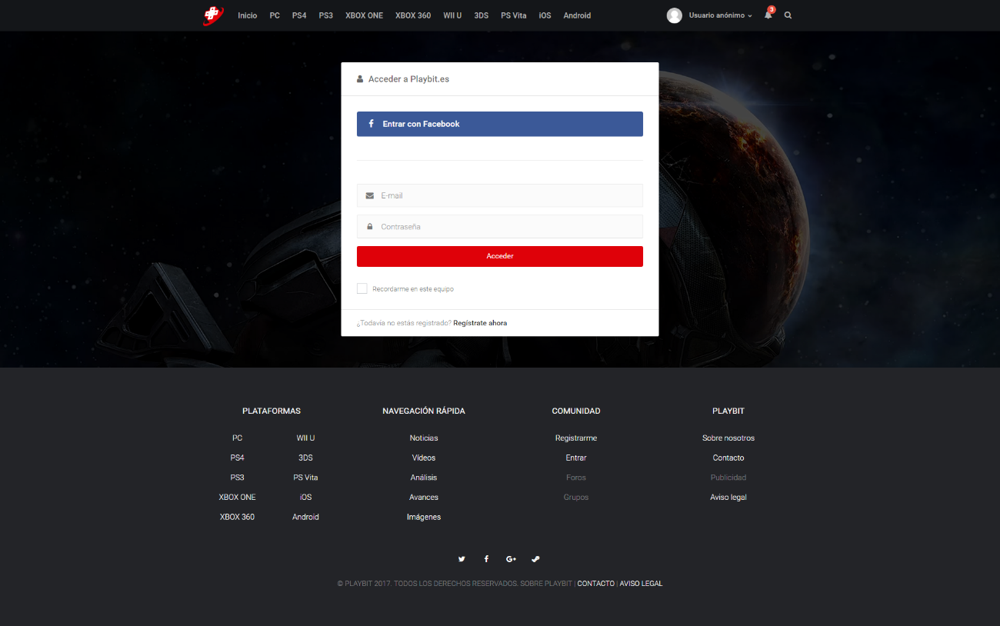 Inicio PC PS4 PS3 XBOX ONE XBOX 360 WII U 3DS PS Vita iOS Android Usuario anónimo 3
Acceder a Playbit.es
Entrar con Facebook
E-mail
Contraseña
Acceder
Recordarme en este equipo
¿Todavía no estás registrado? Regístrate ahora
PLATAFORMAS NAVEGACIÓN RÁPIDA COMUNIDAD PLAYBIT
PC WII U Noticias Registrarme Sobre nosotros
PS4 3DS Vídeos Entrar Contacto
PS3 PS Vita Análisis Foros Publicidad
XBOX ONE iOS Avances Grupos Aviso legal
XBOX 360 Android Imágenes
© PLAYBIT 2017. TODOS LOS DERECHOS RESERVADOS. SOBRE PLAYBIT | CONTACTO | AVISO LEGAL